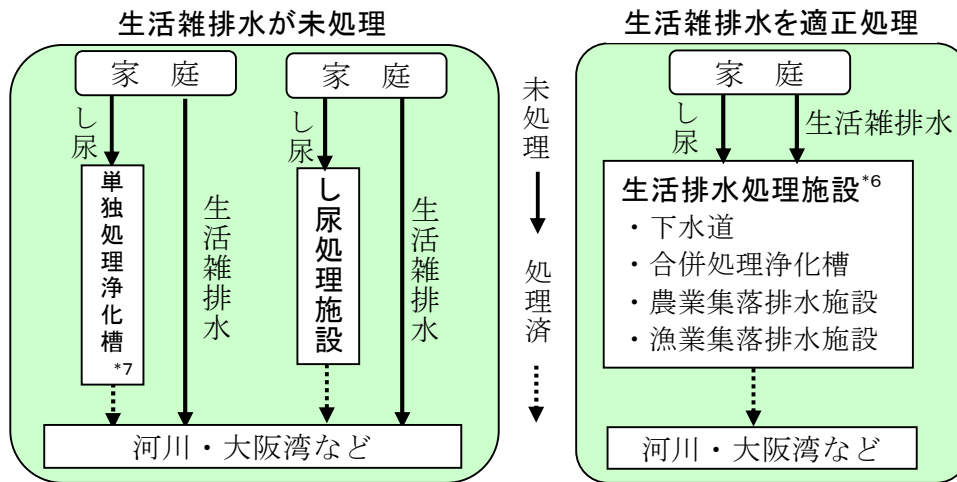 生活雑排水が未処理
家　庭
家　庭
し尿
し尿
単独処理浄化槽*7
生活雑排水
し尿処理施設
生活雑排水
河川・大阪湾など
未処理
処理済
生活雑排水を適正処理
家　庭
し尿
生活雑排水
生活排水処理施設*6
・下水道
・合併処理浄化槽
・農業集落排水施設
・漁業集落排水施設
河川・大阪湾など